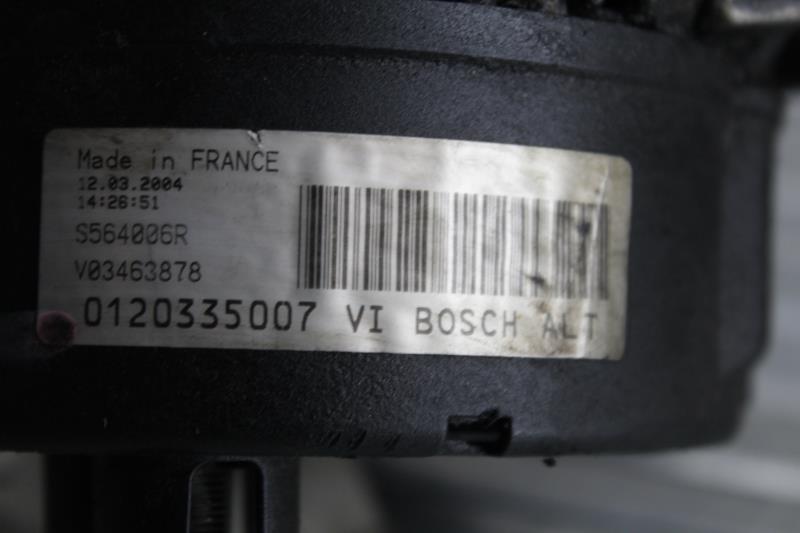 Made in FRANCE
12.03.2004
14:26:51
S564006R
V03463878
0120335007 VI BOSCH ALT